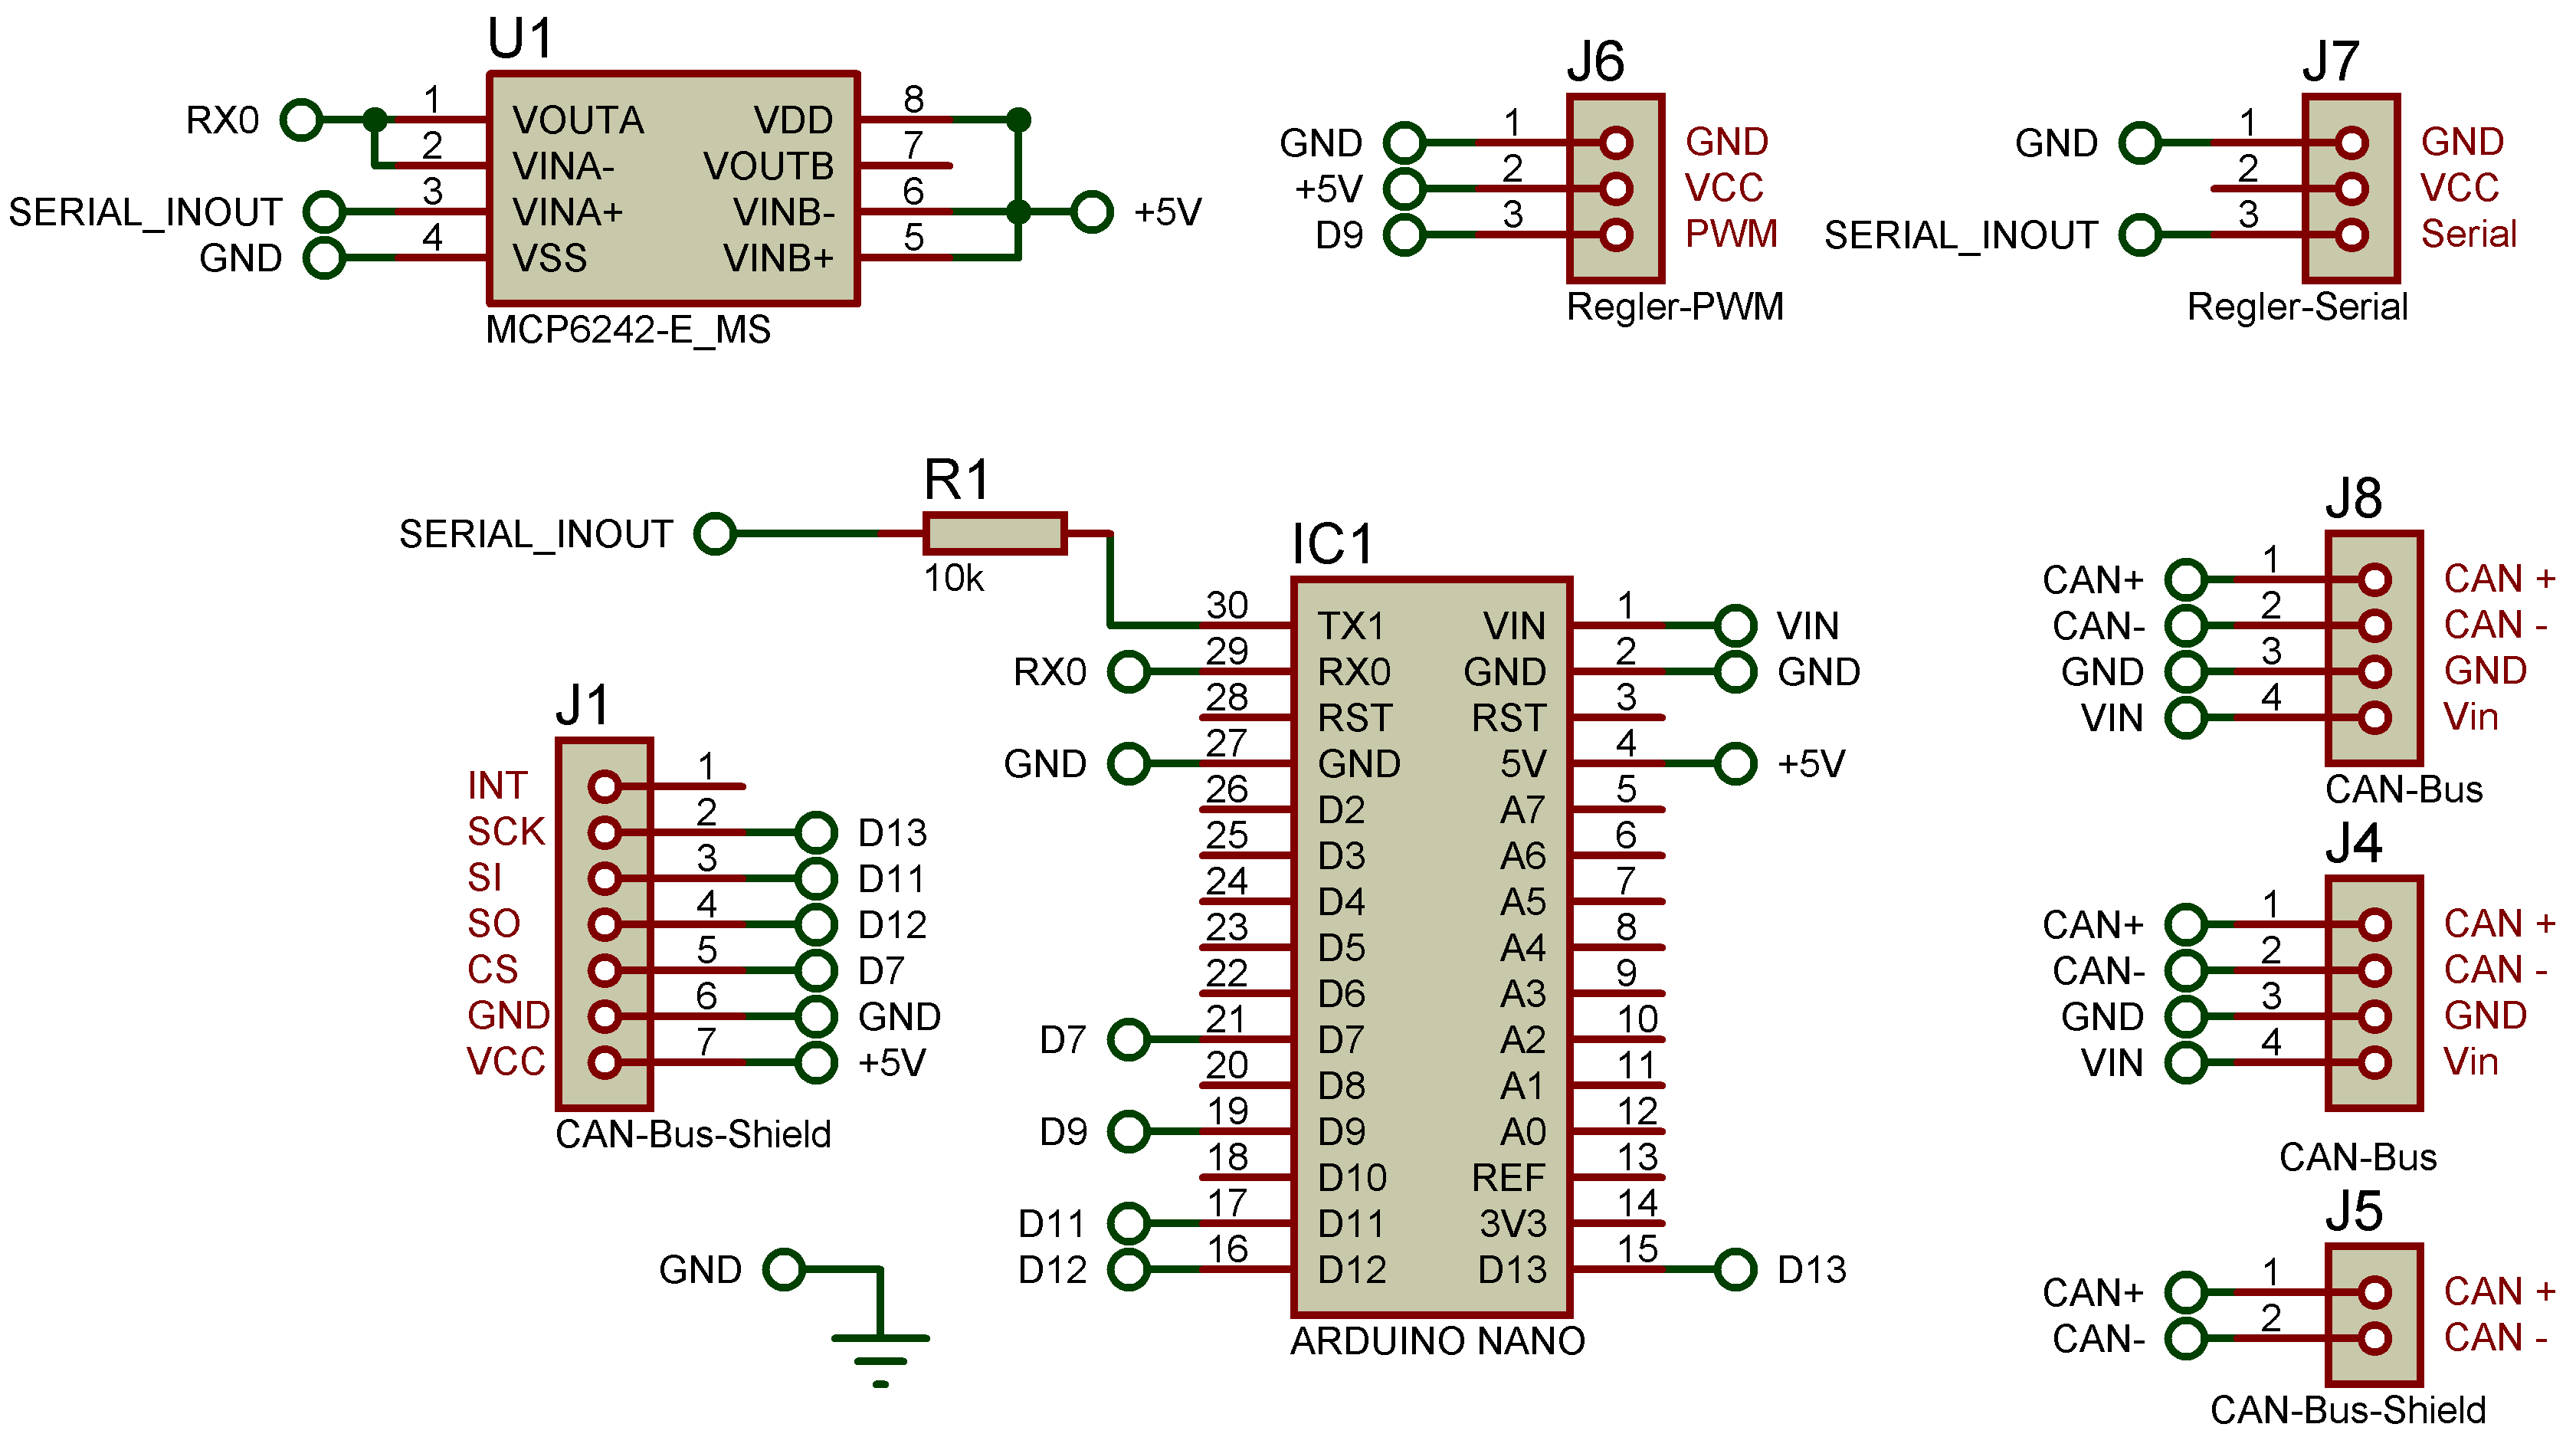 U1
RX0
SERIAL_INOUT
GND
1
2
3
4
VOUTA
VINA-
VINA+
VSS
VDD
VOUTB
VINB-
VINB+
8
7
6
5
+5V
MCP6242-E_MS
J6
GND
+5V
D9
1
2
3
GND
VCC
PWM
Regler-PWM
J7
GND
SERIAL_INOUT
1
2
3
GND
VCC
Serial
Regler-Serial
SERIAL_INOUT
R1
10k
J1
INT
SCK
SI
SO
CS
GND
VCC
1
2
3
4
5
6
7
D13
D11
D12
D7
GND
+5V
CAN-Bus-Shield
GND
IC1
RX0
GND
D7
D9
D11
D12
30
29
28
27
26
25
24
23
22
21
20
19
18
17
16
TX1
RX0
RST
GND
D2
D3
D4
D5
D6
D7
D8
D9
D10
D11
D12
VIN
GND
RST
5V
A7
A6
A5
A4
A3
A2
A1
A0
REF
3V3
D13
1
2
3
4
5
6
7
8
9
10
11
12
13
14
15
VIN
GND
+5V
D13
ARDUINO NANO
J8
CAN+
CAN-
GND
VIN
1
2
3
4
CAN +
CAN -
GND
Vin
CAN-Bus
J4
CAN+
CAN-
GND
VIN
1
2
3
4
CAN +
CAN -
GND
Vin
CAN-Bus
J5
CAN+
CAN-
1
2
CAN +
CAN -
CAN-Bus-Shield